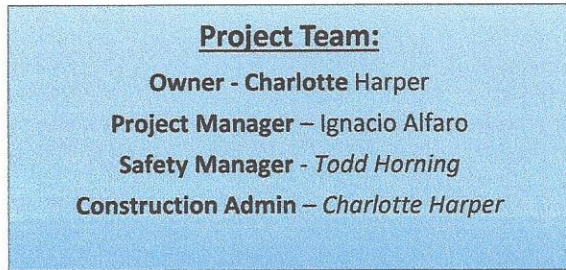 Project Team:
Owner - Charlotte Harper
Project Manager – Ignacio Alfaro
Safety Manager - Todd Horning
Construction Admin – Charlotte Harper